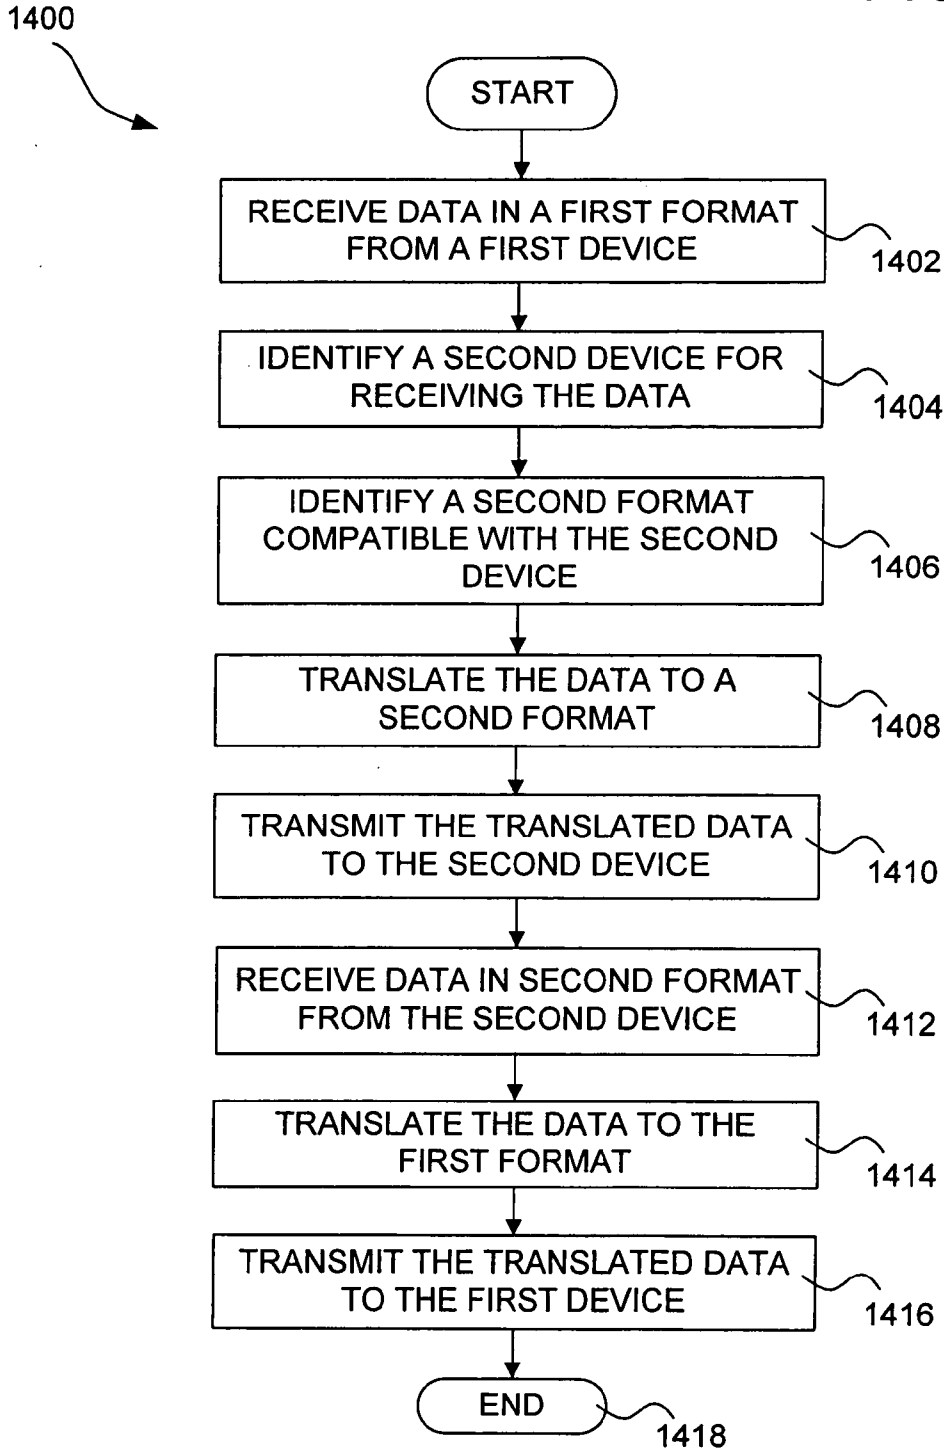 1400
START
RECEIVE DATA IN A FIRST FORMAT
FROM A FIRST DEVICE
1402
IDENTIFY A SECOND DEVICE FOR
RECEIVING THE DATA
1404
IDENTIFY A SECOND FORMAT
COMPATIBLE WITH THE SECOND
DEVICE
1406
TRANSLATE THE DATA TO A
SECOND FORMAT
1408
TRANSMIT THE TRANSLATED DATA
TO THE SECOND DEVICE
1410
RECEIVE DATA IN SECOND FORMAT
FROM THE SECOND DEVICE
1412
TRANSLATE THE DATA TO THE
FIRST FORMAT
1414
TRANSMIT THE TRANSLATED DATA
TO THE FIRST DEVICE
1416
END
1418